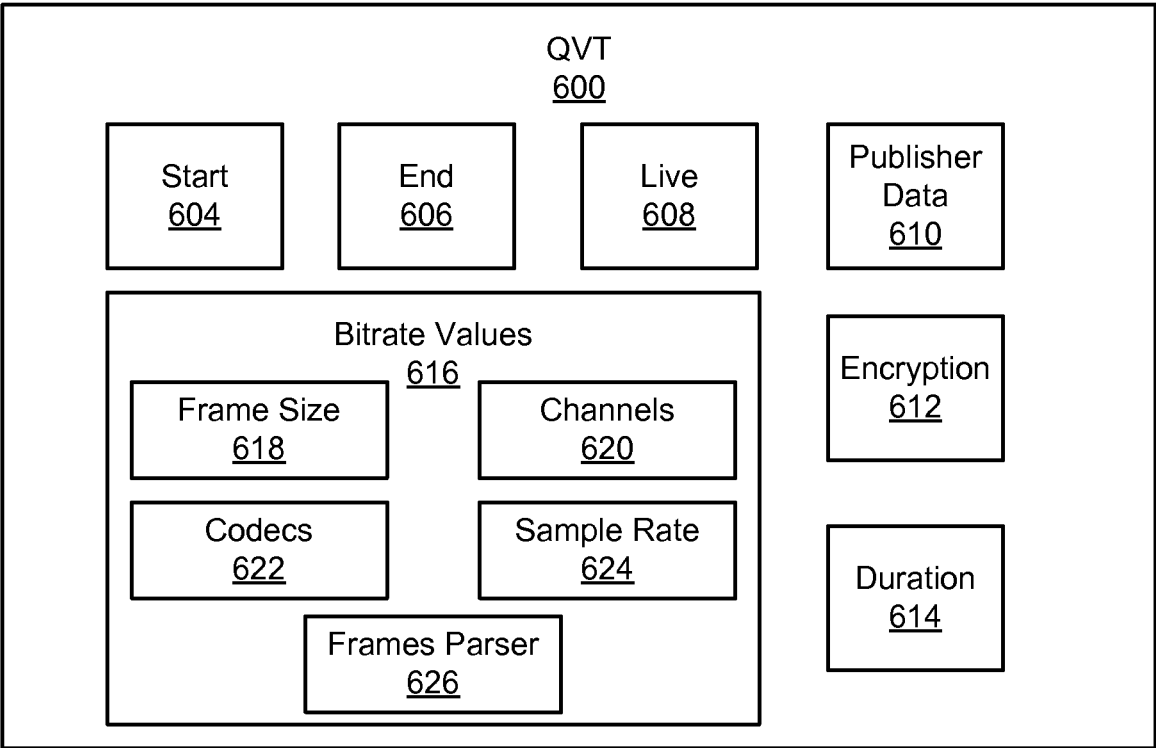 QVT
600
Start
604
End
606
Live
608
Publisher
Data
610
Bitrate Values
616
Frame Size
618
Channels
620
Codecs
622
Sample Rate
624
Frames Parser
626
Encryption
612
Duration
614